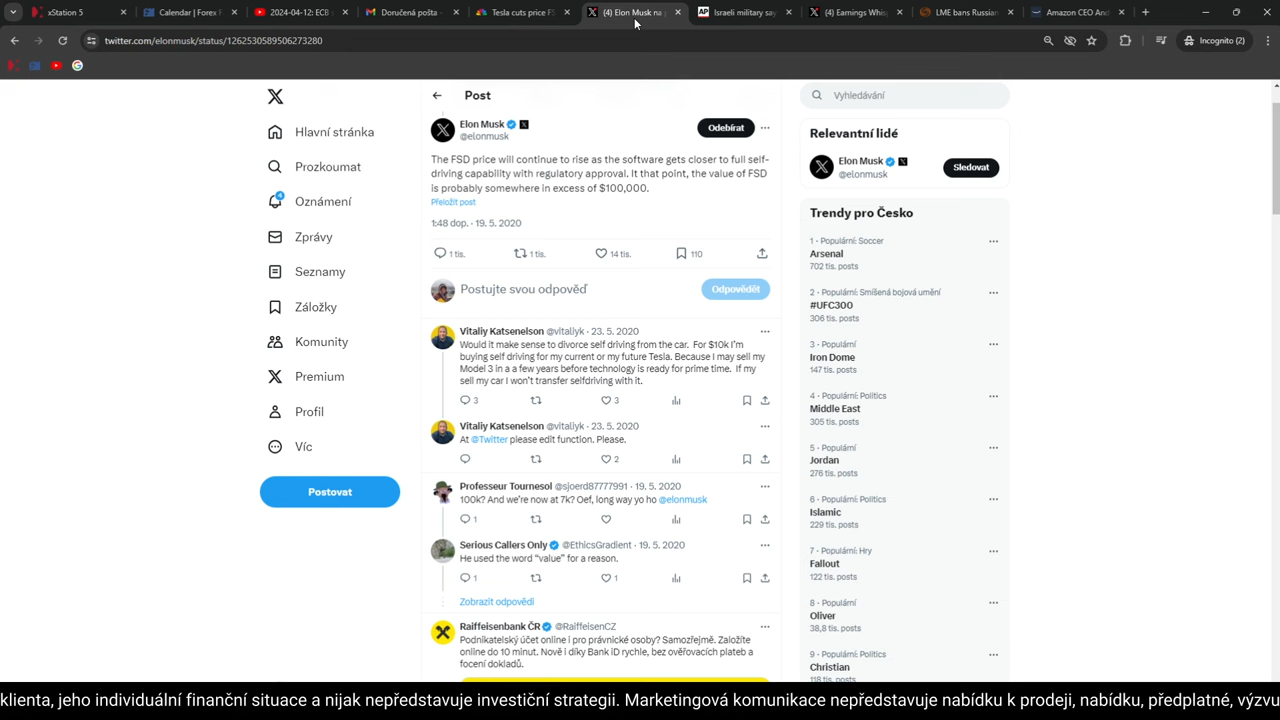 xStation 5
Calendar | Forex F
2024-04-12: ECB s
Doručená pošta -
Tesla cuts price FS
(4) Elon Musk na
Israeli military say
(4) Earnings Whisp
LME bans Russian
Amazon CEO And
twitter.com/elonmusk/status/1262530589506273280
Incognito (2)
Hlavní stránka
Prozkoumat
4
Oznámení
Zprávy
Seznamy
Záložky
Komunity
Premium
Profil
Víc
Postovat
Post
Elon Musk
@elonmusk
Odebírat
The FSD price will continue to rise as the software gets closer to full self-
driving capability with regulatory approval. It that point, the value of FSD
is probably somewhere in excess of $100,000.
Přeložit post
1:48 dop. · 19. 5. 2020
1 tis. 1 tis. 14 tis. 110
Postujte svou odpověď
Odpovědět
Vitaliy Katsenelson @vitaliyk · 23. 5. 2020
Would it make sense to divorce self driving from the car. For $10k I'm
buying self driving for my current or my future Tesla. Because I may sell my
Model 3 in a a few years before technology is ready for prime time. If my
sell my car I won't transfer selfdriving with it.
3 3
Vitaliy Katsenelson @vitaliyk · 23. 5. 2020
At @Twitter please edit function. Please.
2
Professeur Tournesol @sjoerd87777991 · 19. 5. 2020
100k? And we're now at 7k? Oef, long way yo ho @elonmusk
1
Serious Callers Only @EthicsGradient · 19. 5. 2020
He used the word "value" for a reason.
1 1
Zobrazit odpovědi
Raiffeisenbank ČR @RaiffeisenCZ
Podnikatelský účet online i pro právnické osoby? Samozřejmě. Založíte
online do 10 minut. Nově i díky Bank iD rychle, bez ověřovacích plateb a
focení dokladů.
Vyhledávání
Relevantní lidé
Elon Musk
@elonmusk
Sledovat
Trendy pro Česko
1 · Populární: Soccer
Arsenal
702 tis. posts
2 · Populární: Smíšená bojová umění
#UFC300
306 tis. posts
3 · Populární
Iron Dome
147 tis. posts
4 · Populární: Politics
Middle East
305 tis. posts
5 · Populární
Jordan
276 tis. posts
6 · Populární: Politics
Islamic
229 tis. posts
7 · Populární: Hry
Fallout
122 tis. posts
8 · Populární
Oliver
38,8 tis. posts
9 · Populární: Politics
Christian
118 tis. posts
klienta, jeho individuální finanční situace a nijak nepředstavuje investiční strategii. Marketingová komunikace nepředstavuje nabídku k prodeji, nabídku, předplatné, výzvu